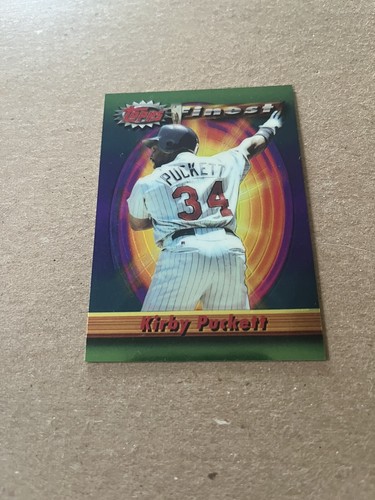 Topps Finest
PUCKETT
34
Kirby Puckett